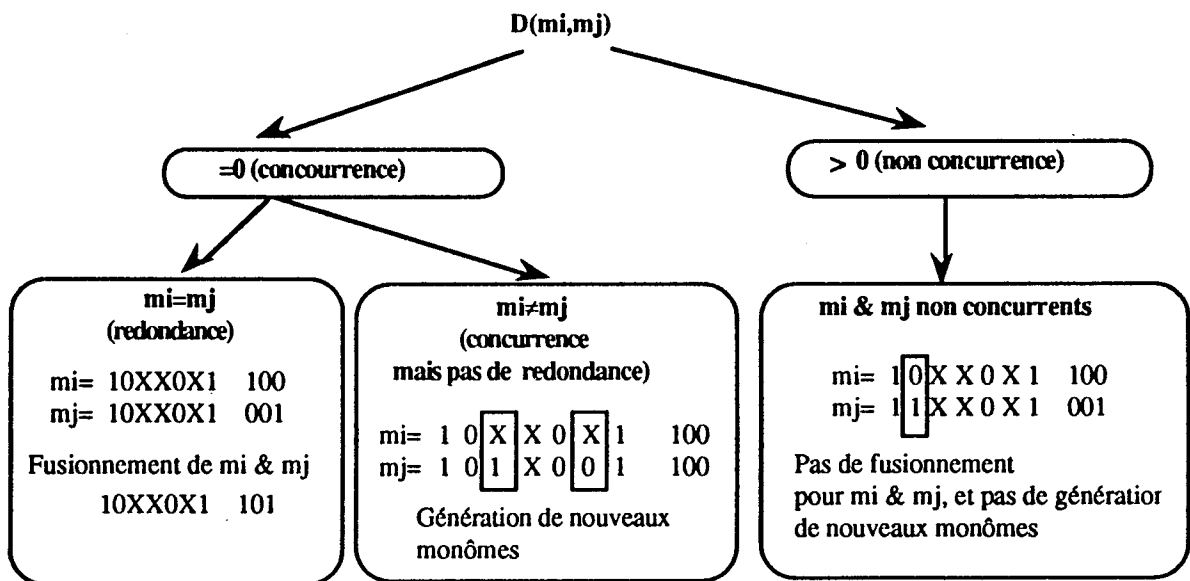 D(mi,mj)
=0 (concourrence)
> 0 (non concurrence)
mi=mj
(redondance)
mi= 10XX0X1 100
mj= 10XX0X1 001
Fusionnement de mi & mj
10XX0X1 101
mi≠mj
(concurrence
mais pas de redondance)
mi= 1 0 X X 0 X 1 100
mj= 1 0 1 X 0 0 1 100
Génération de nouveaux
monômes
mi & mj non concurrents
mi= 1 0 X X 0 X 1 100
mj= 1 1 X X 0 X 1 001
Pas de fusionnement
pour mi & mj, et pas de génération
de nouveaux monômes